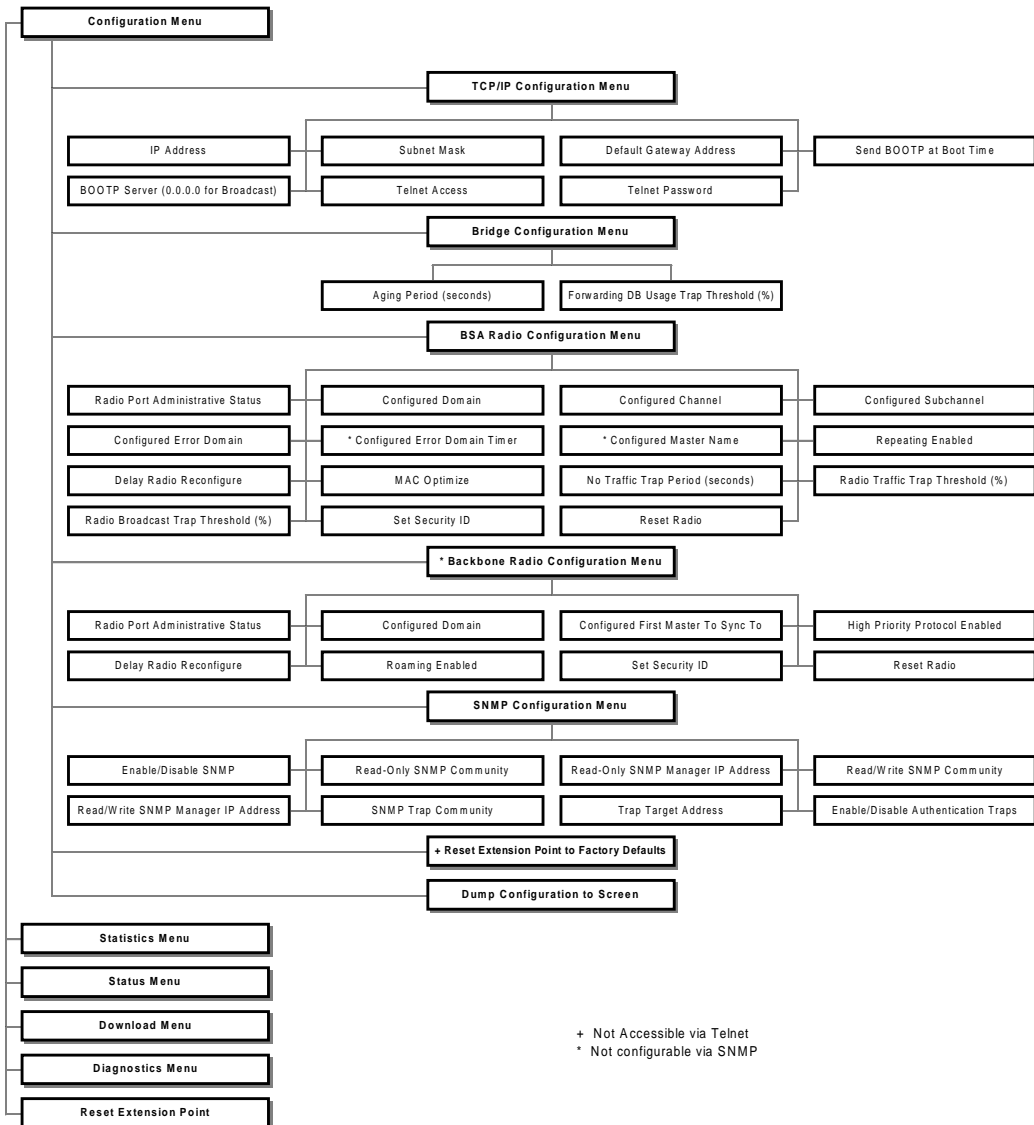 Configuration Menu
TCP/IP Configuration Menu
IP Address
Subnet Mask
Default Gateway Address
Send BOOTP at Boot Time
BOOTP Server (0.0.0.0 for Broadcast)
Telnet Access
Telnet Password
Bridge Configuration Menu
Aging Period (seconds)
Forwarding DB Usage Trap Threshold (%)
BSA Radio Configuration Menu
Radio Port Administrative Status
Configured Domain
Configured Channel
Configured Subchannel
Configured Error Domain
* Configured Error Domain Timer
* Configured Master Name
Repeating Enabled
Delay Radio Reconfigure
MAC Optimize
No Traffic Trap Period (seconds)
Radio Traffic Trap Threshold (%)
Radio Broadcast Trap Threshold (%)
Set Security ID
Reset Radio
* Backbone Radio Configuration Menu
Radio Port Administrative Status
Configured Domain
Configured First Master To Sync To
High Priority Protocol Enabled
Delay Radio Reconfigure
Roaming Enabled
Set Security ID
Reset Radio
SNMP Configuration Menu
Enable/Disable SNMP
Read-Only SNMP Community
Read-Only SNMP Manager IP Address
Read/Write SNMP Community
Read/Write SNMP Manager IP Address
SNMP Trap Community
Trap Target Address
Enable/Disable Authentication Traps
+ Reset Extension Point to Factory Defaults
Dump Configuration to Screen
Statistics Menu
Status Menu
Download Menu
Diagnostics Menu
Reset Extension Point
+ Not Accessible via Telnet
* Not configurable via SNMP